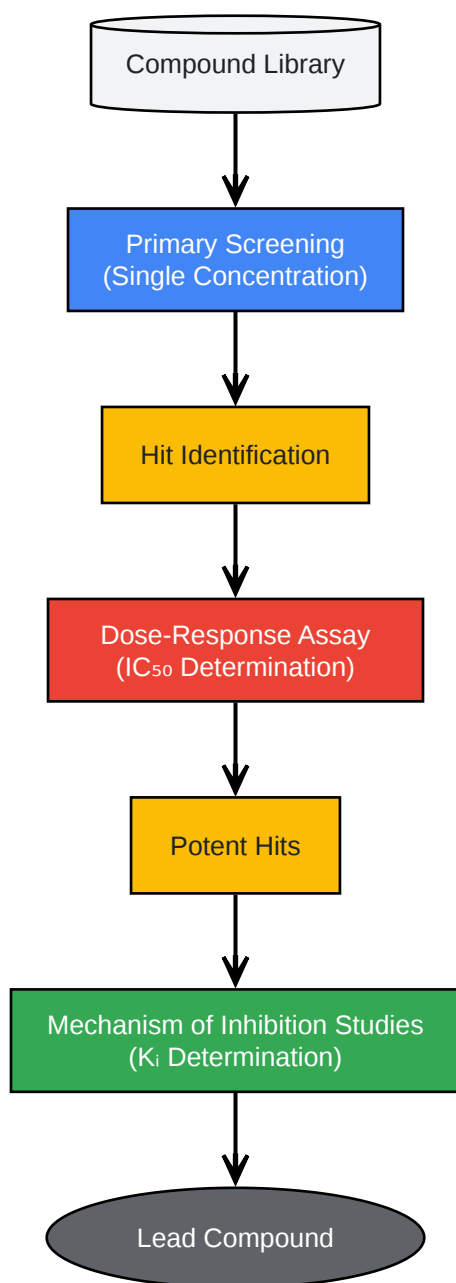 Compound Library
Primary Screening
(Single Concentration)
Hit Identification
Dose-Response Assay
(IC₅₀ Determination)
Potent Hits
Mechanism of Inhibition Studies
(Kᵢ Determination)
Lead Compound